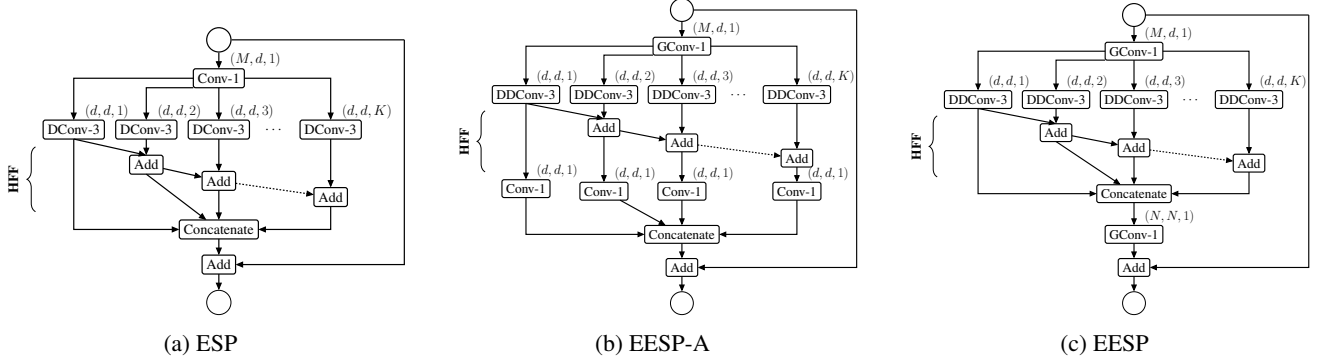 (M, d, 1)
Conv-1
(d, d, 1) (d, d, 2) (d, d, 3) (d, d, K)
DConv-3 DConv-3 DConv-3 ··· DConv-3
HFF
Add
Add
Add
Concatenate
Add
(a) ESP
(M, d, 1)
GConv-1
(d, d, 1) (d, d, 2) (d, d, 3) (d, d, K)
DDConv-3 DDConv-3 DDConv-3 ··· DDConv-3
HFF
Add
Add
Add
(d, d, 1) (d, d, 1) (d, d, 1) (d, d, 1)
Conv-1 Conv-1 Conv-1 Conv-1
Concatenate
Add
(b) EESP-A
(M, d, 1)
GConv-1
(d, d, 1) (d, d, 2) (d, d, 3) (d, d, K)
DDConv-3 DDConv-3 DDConv-3 ··· DDConv-3
HFF
Add
Add
Add
Concatenate
(N, N, 1)
GConv-1
Add
(c) EESP